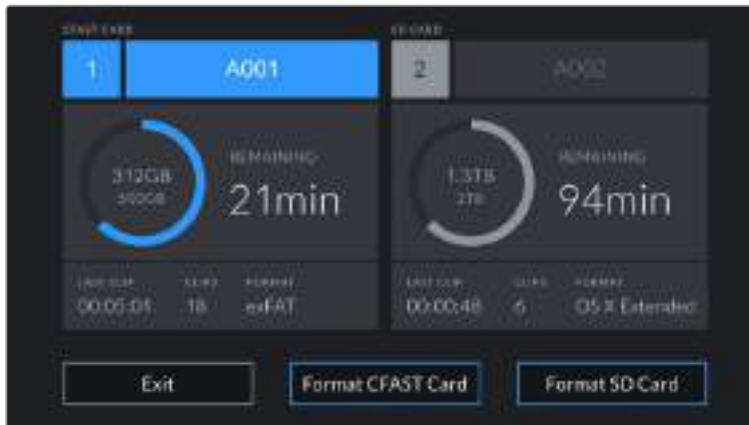 CFAST CARD
SD CARD
1
A001
2
A002
312GB
REMAINING
21min
1.3TB
2TB
REMAINING
94min
LAST CLIP
CLIPS
FORMAT
00:05:01
18
exFAT
LAST CLIP
CLIPS
FORMAT
00:00:48
6
OS X Extended
Exit
Format CFAST Card
Format SD Card